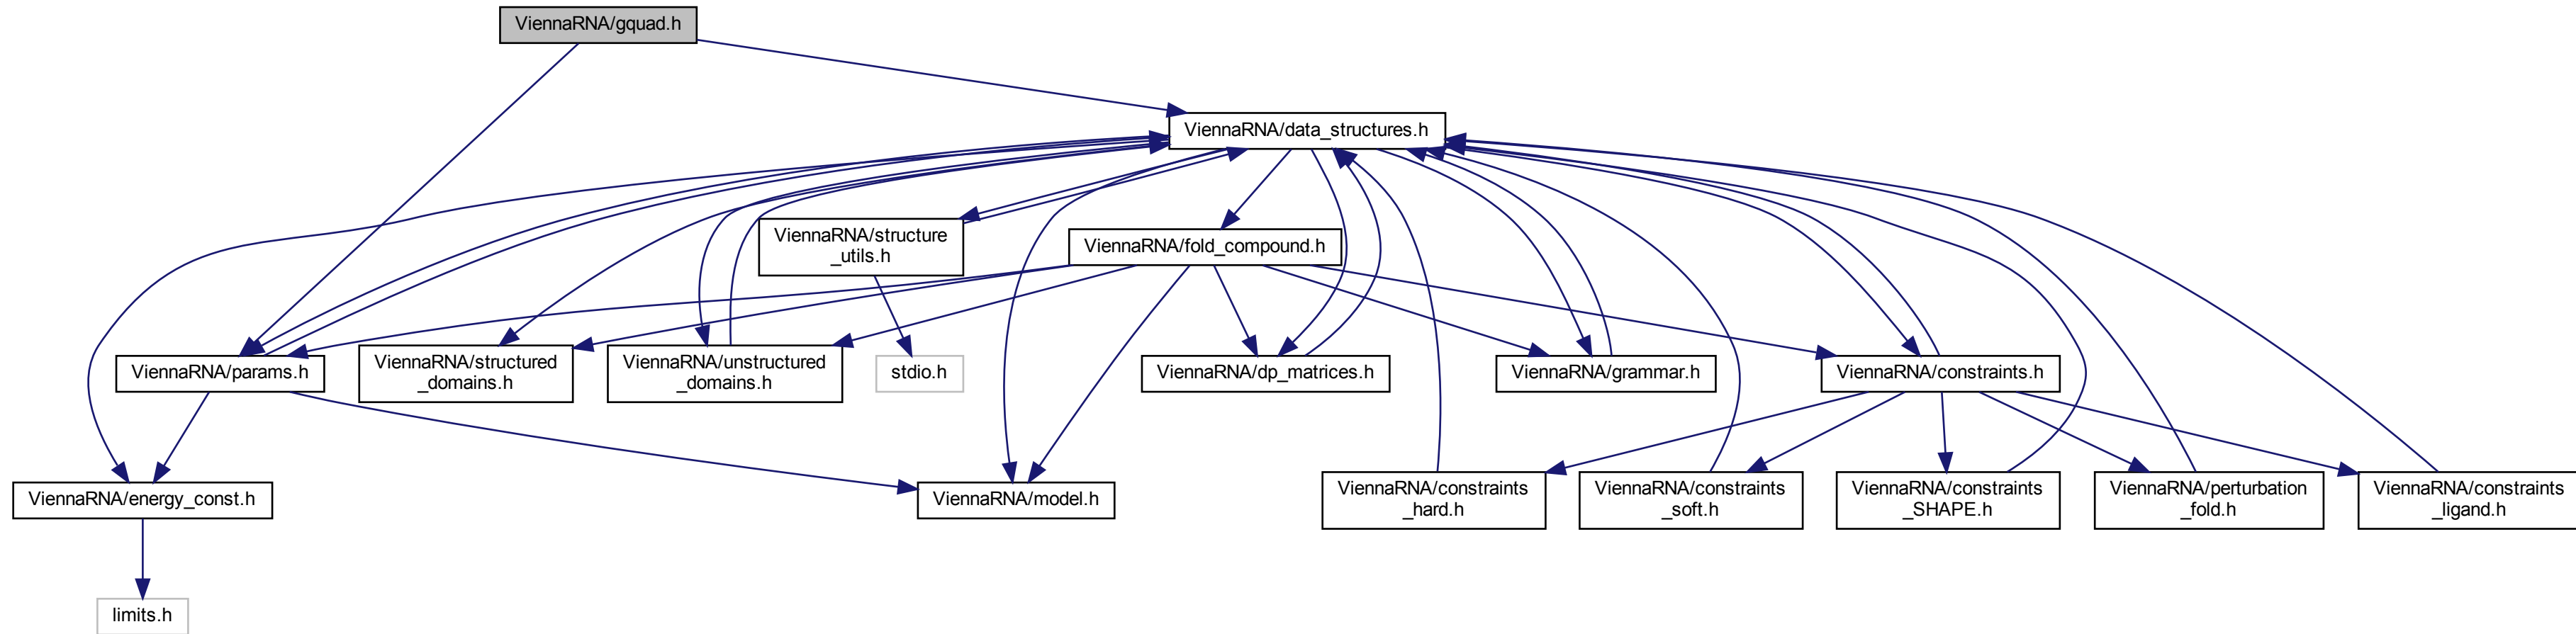 ViennaRNA/gquad.h
ViennaRNA/data_structures.h
ViennaRNA/structure
_utils.h
ViennaRNA/fold_compound.h
ViennaRNA/params.h
ViennaRNA/structured
_domains.h
ViennaRNA/unstructured
_domains.h
stdio.h
ViennaRNA/dp_matrices.h
ViennaRNA/grammar.h
ViennaRNA/constraints.h
ViennaRNA/energy_const.h
ViennaRNA/model.h
ViennaRNA/constraints
_hard.h
ViennaRNA/constraints
_soft.h
ViennaRNA/constraints
_SHAPE.h
ViennaRNA/perturbation
_fold.h
ViennaRNA/constraints
_ligand.h
limits.h